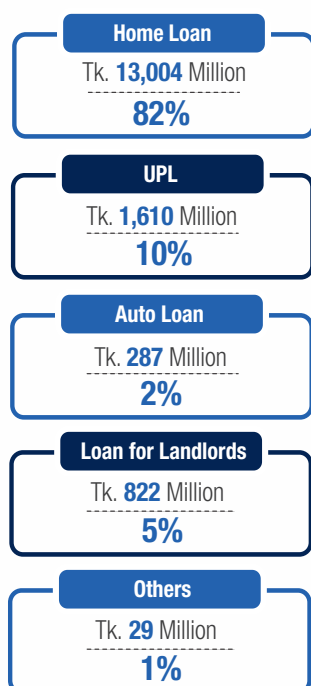 Home Loan
Tk. 13,004 Million
82%
UPL
Tk. 1,610 Million
10%
Auto Loan
Tk. 287 Million
2%
Loan for Landlords
Tk. 822 Million
5%
Others
Tk. 29 Million
1%